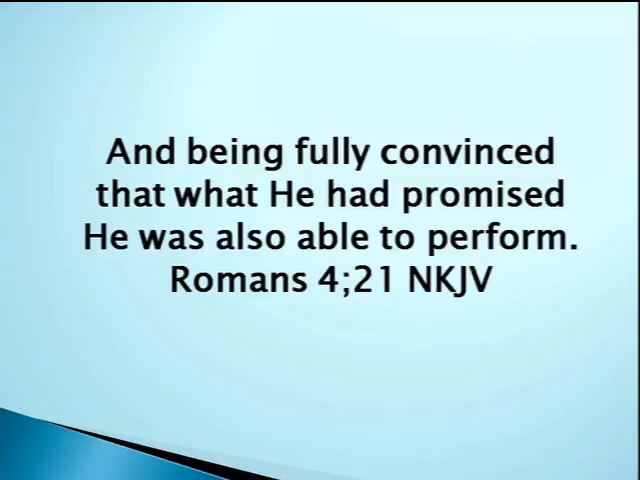 And being fully convinced
that what He had promised
He was also able to perform.
Romans 4;21 NKJV